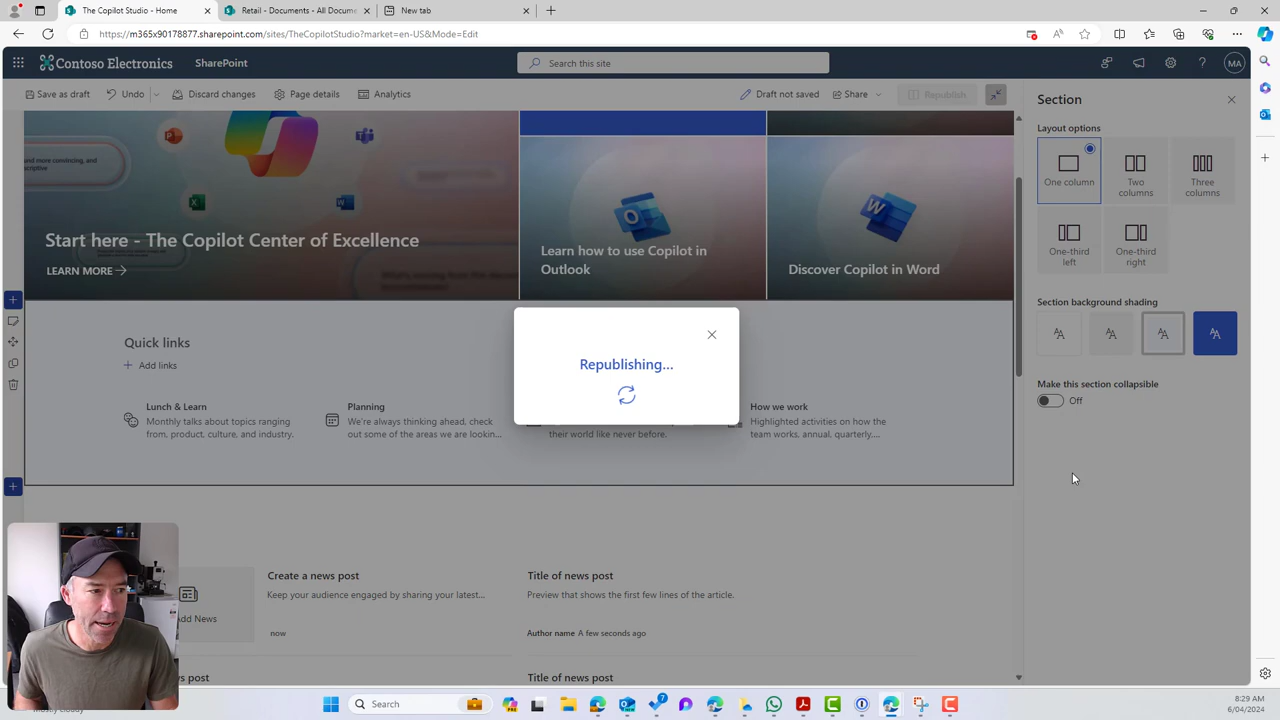 The Copilot Studio - Home
Retail - Documents - All Docume
New tab
https://m365x90178877.sharepoint.com/sites/TheCopilotStudio?market=en-US&Mode=Edit
Contoso Electronics
SharePoint
Search this site
MA
Save as draft
Undo
Discard changes
Page details
Analytics
Draft not saved
Share
Republish
Section
Layout options
One column
Two columns
Three columns
One-third left
One-third right
Section background shading
Make this section collapsible
Off
and more convincing, and
Start here - The Copilot Center of Excellence
LEARN MORE
Learn how to use Copilot in
Outlook
Discover Copilot in Word
Republishing...
Quick links
Add links
Lunch & Learn
Monthly talks about topics ranging
from, product, culture, and industry.
Planning
We're always thinking ahead, check
out some of the areas we are lookin...
their world like never before.
How we work
Highlighted activities on how the
team works, annual, quarterly,...
dd News
Create a news post
Keep your audience engaged by sharing your latest...
now
Title of news post
Preview that shows the first few lines of the article.
Author name A few seconds ago
s post
Title of news post
Search
7
8:29 AM
6/04/2024